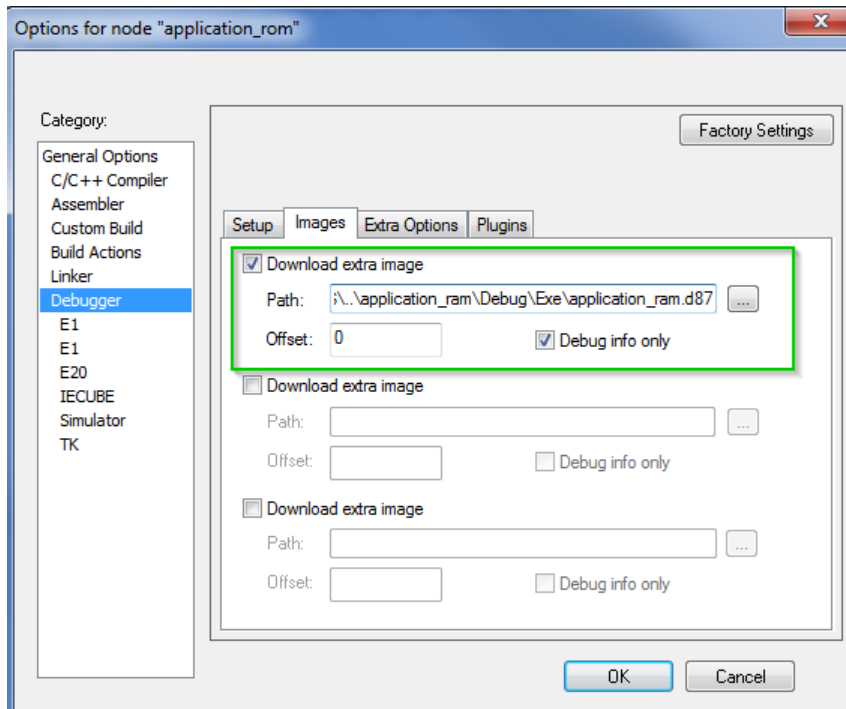 Options for node "application_rom"
x
Category:
Factory Settings
General Options
C/C++ Compiler
Assembler
Custom Build
Build Actions
Linker
Debugger
E1
E1
E20
IECUBE
Simulator
TK
Setup Images Extra Options Plugins
Download extra image
Path: \..\application_ram\Debug\Exe\application_ram.d87 ...
Offset: 0 Debug info only
Download extra image
Path: ...
Offset: Debug info only
Download extra image
Path: ...
Offset: Debug info only
OK Cancel